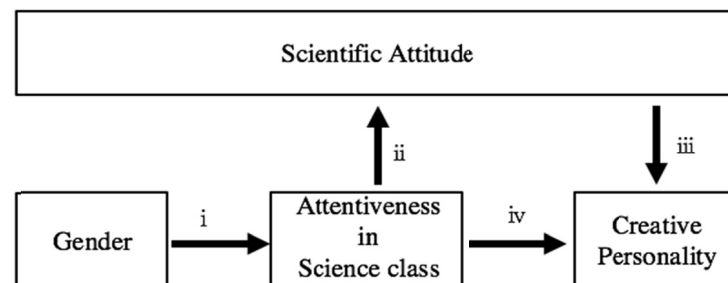 Scientific Attitude
ii
iii
i
iv
Gender
Attentiveness
in
Science class
Creative
Personality